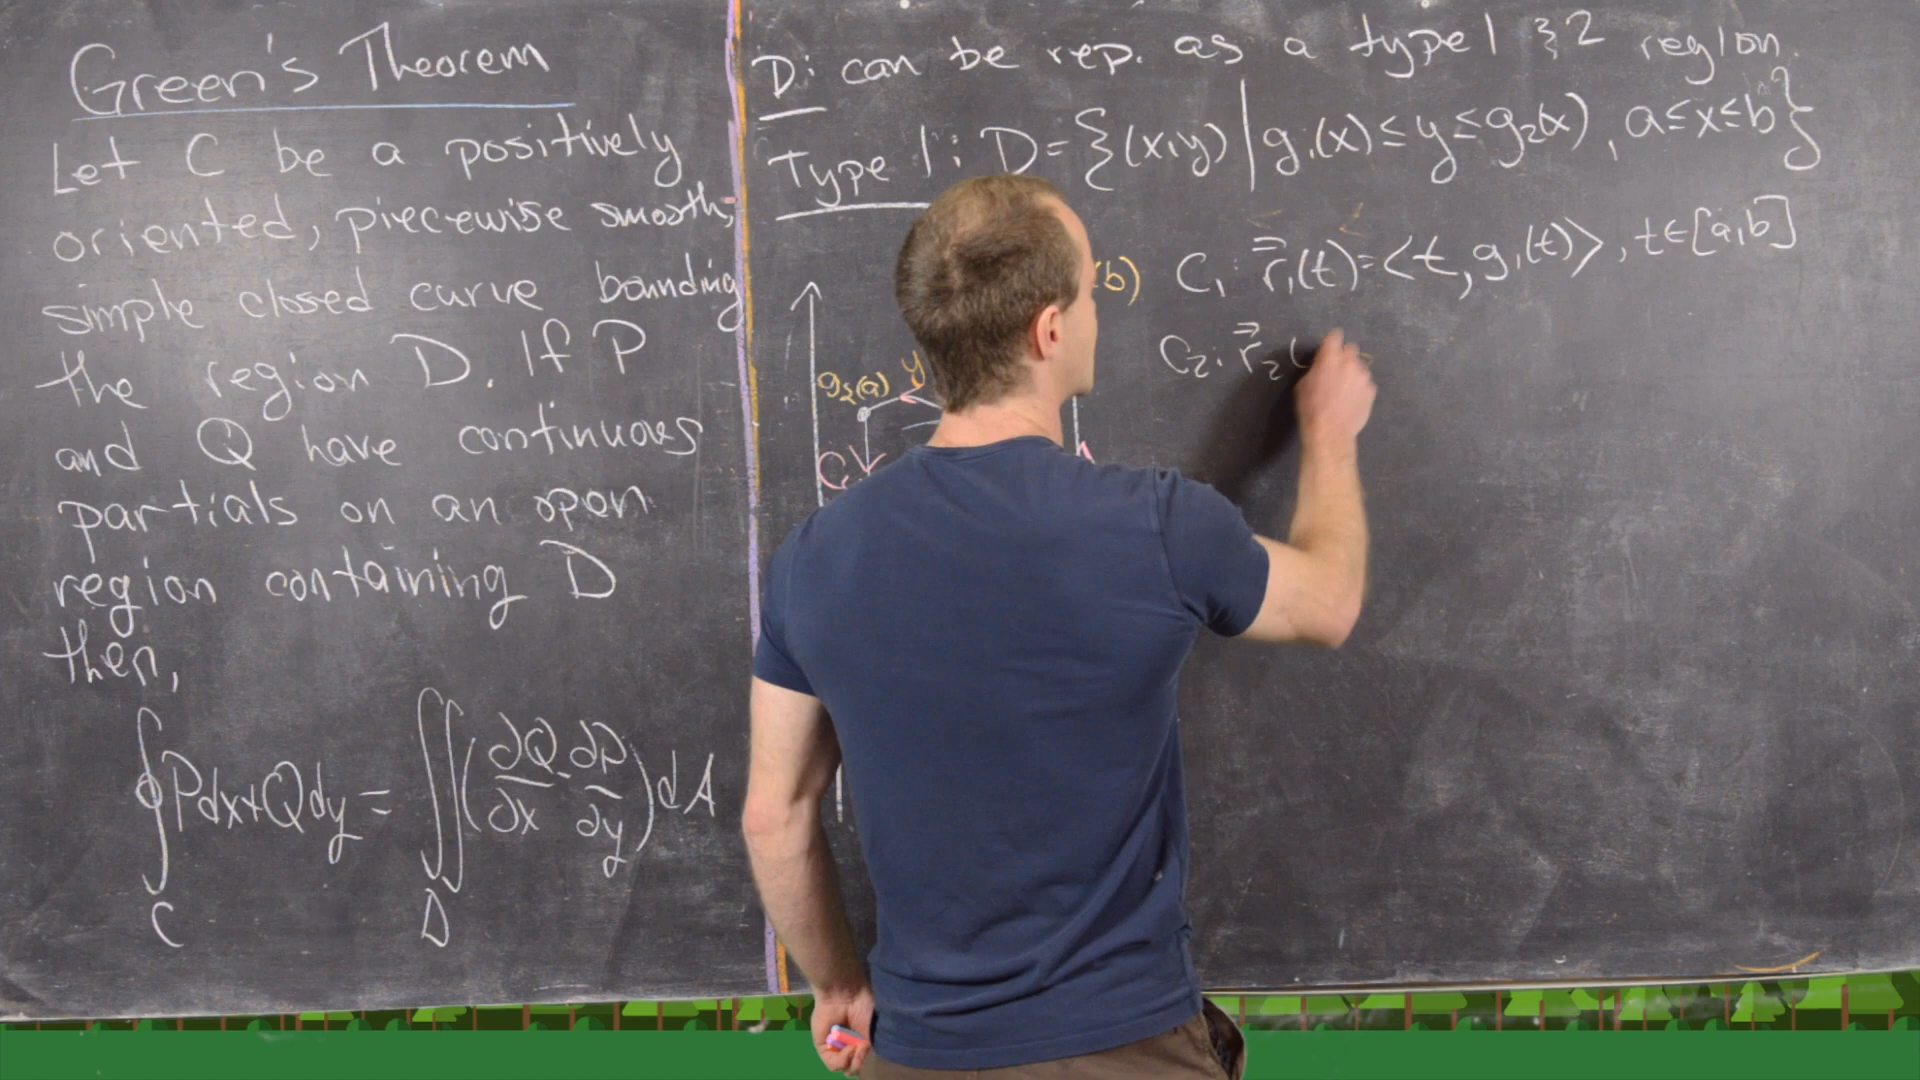 Green's Theorem
Let C be a positively
oriented, piecewise smooth,
simple closed curve bounding
the region D. If P
and Q have continuous
partials on an open
region containing D
then,
∮Pdx+Qdy = ∬(∂Q/∂x - ∂P/∂y)dA
C D
D: can be rep. as a type 1 & 2 region.
Type 1: D={(x,y) | g₁(x)≤y≤g₂(x), a≤x≤b}
(b) C₁: r⃗₁(t)=<t, g₁(t)>, t∈[a,b]
C₂: r⃗₂(
g₂(a) y
C